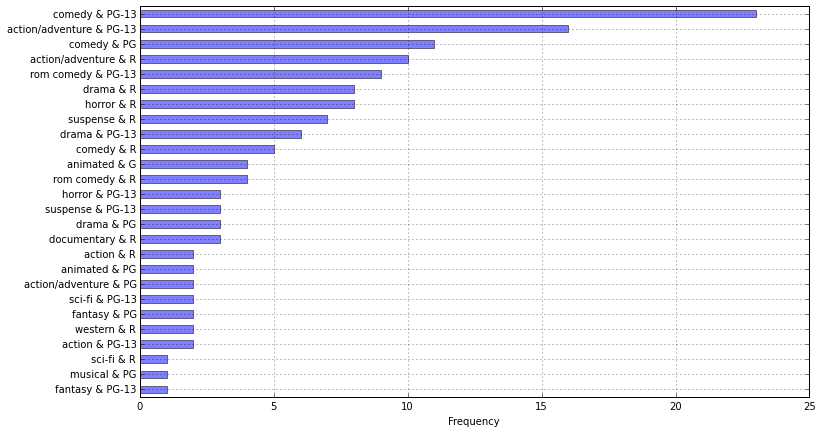 comedy & PG-13
action/adventure & PG-13
comedy & PG
action/adventure & R
rom comedy & PG-13
drama & R
horror & R
suspense & R
drama & PG-13
comedy & R
animated & G
rom comedy & R
horror & PG-13
suspense & PG-13
drama & PG
documentary & R
action & R
animated & PG
action/adventure & PG
sci-fi & PG-13
fantasy & PG
western & R
action & PG-13
sci-fi & R
musical & PG
fantasy & PG-13
0 5 10 15 20 25
Frequency